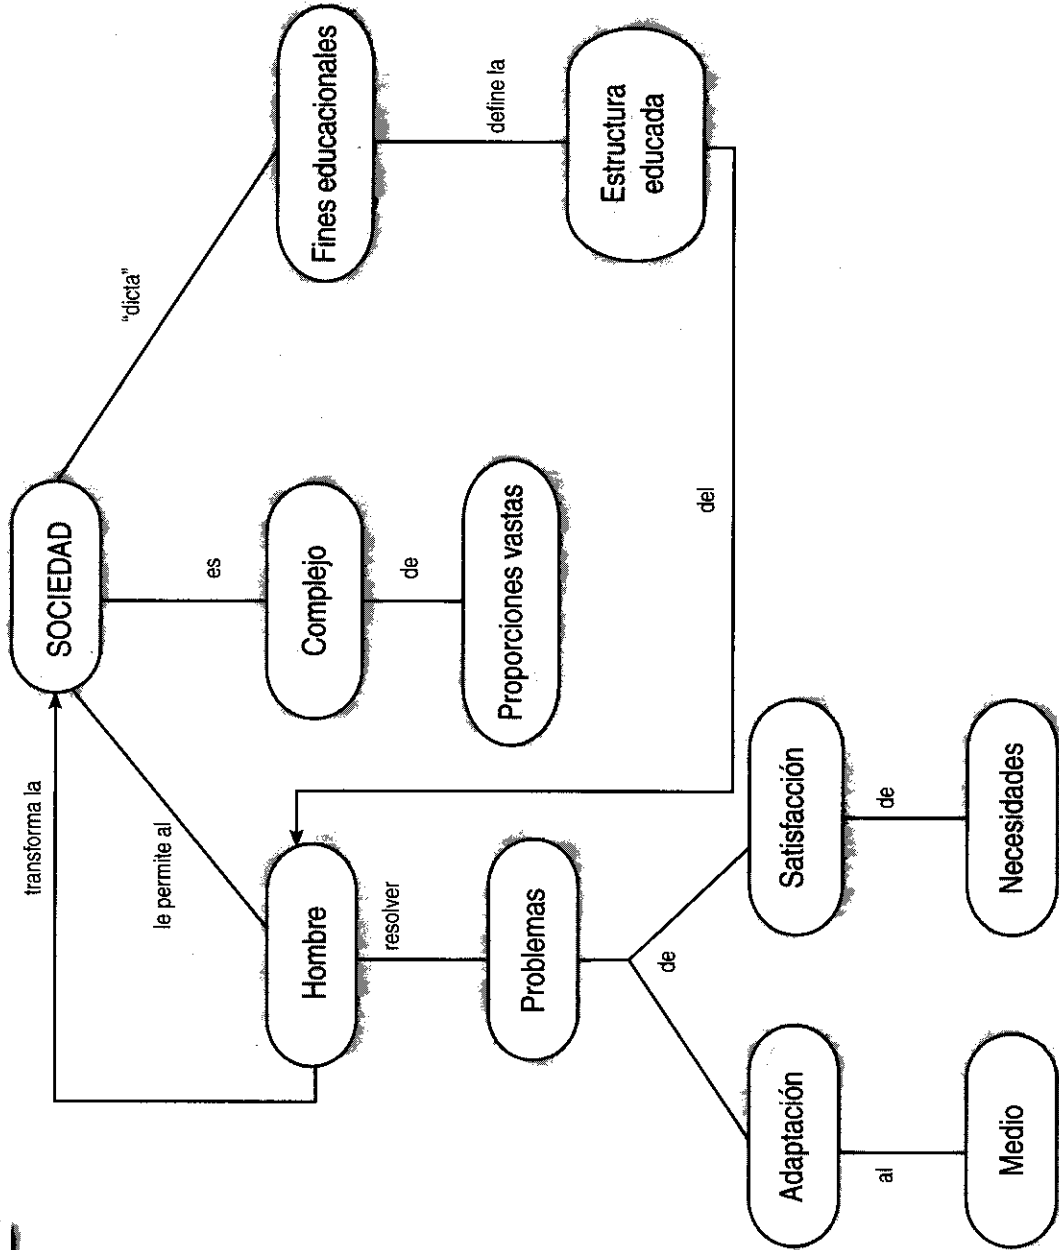 SOCIEDAD
transforma la
le permite al
es
"dicta"
Hombre
Complejo
Fines educacionales
resolver
de
define la
Problemas
Proporciones vastas
Estructura
educada
de
del
Adaptación
Satisfacción
al
de
Medio
Necesidades